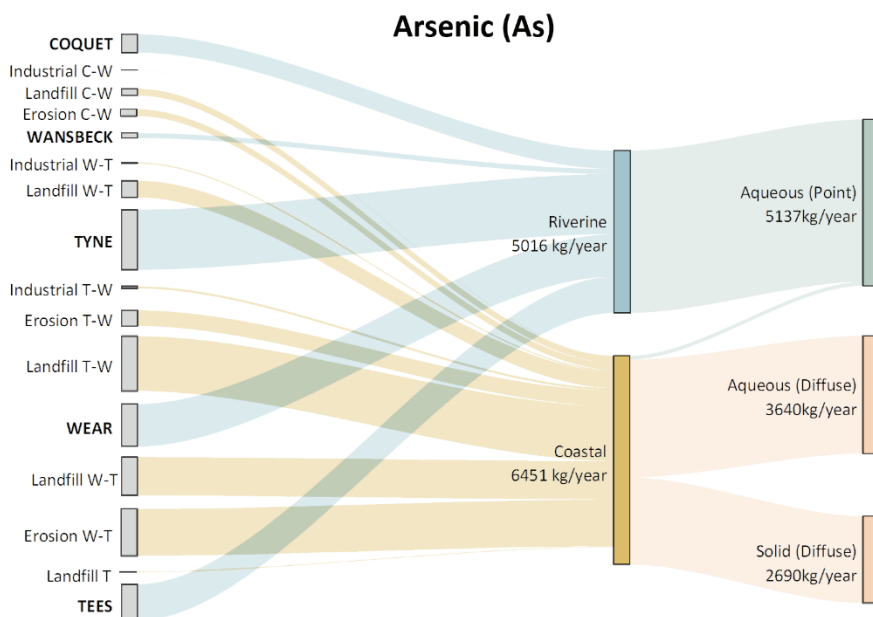 Arsenic (As)
COQUET
Industrial C-W
Landfill C-W
Erosion C-W
WANSBECK
Industrial W-T
Landfill W-T
TYNE
Industrial T-W
Erosion T-W
Landfill T-W
WEAR
Landfill W-T
Erosion W-T
Landfill T
TEES
Riverine
5016 kg/year
Coastal
6451 kg/year
Aqueous (Point)
5137kg/year
Aqueous (Diffuse)
3640kg/year
Solid (Diffuse)
2690kg/year